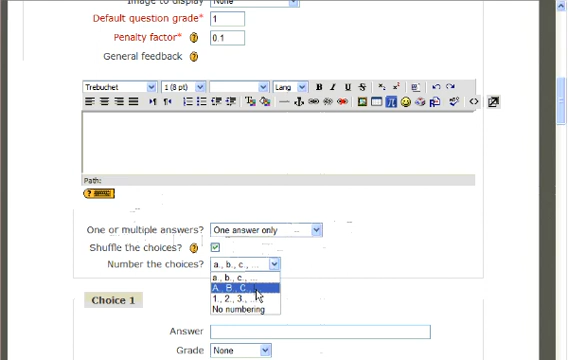 Image to display None
Default question grade* 1
Penalty factor* 0.1
General feedback
Trebuchet 1 (8 pt) Lang B I U S
Path:
One or multiple answers? One answer only
Shuffle the choices?
Number the choices? a., b., c., ...
a., b., c., ...
A., B., C., ...
1., 2., 3., ...
No numbering
Choice 1
Answer
Grade None